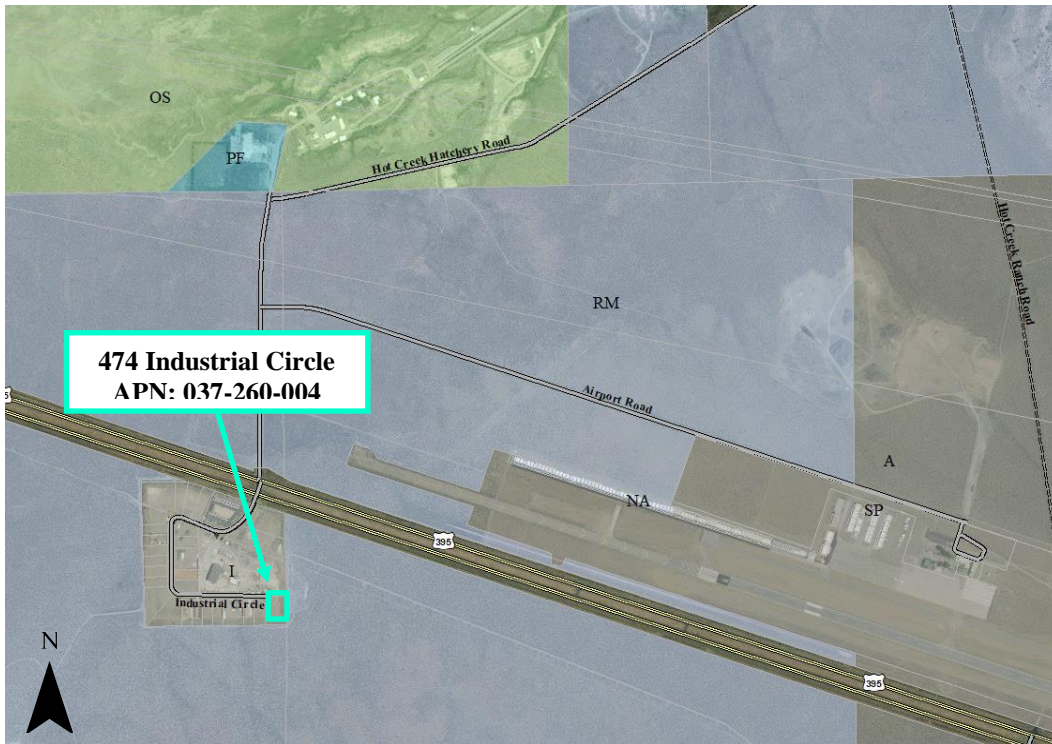 OS
PF
Hot Creek Hatchery Road
Hot Creek Ranch Road
RM
474 Industrial Circle
APN: 037-260-004
5
Airport Road
A
NA
SP
395
I
Industrial Circle
N
395